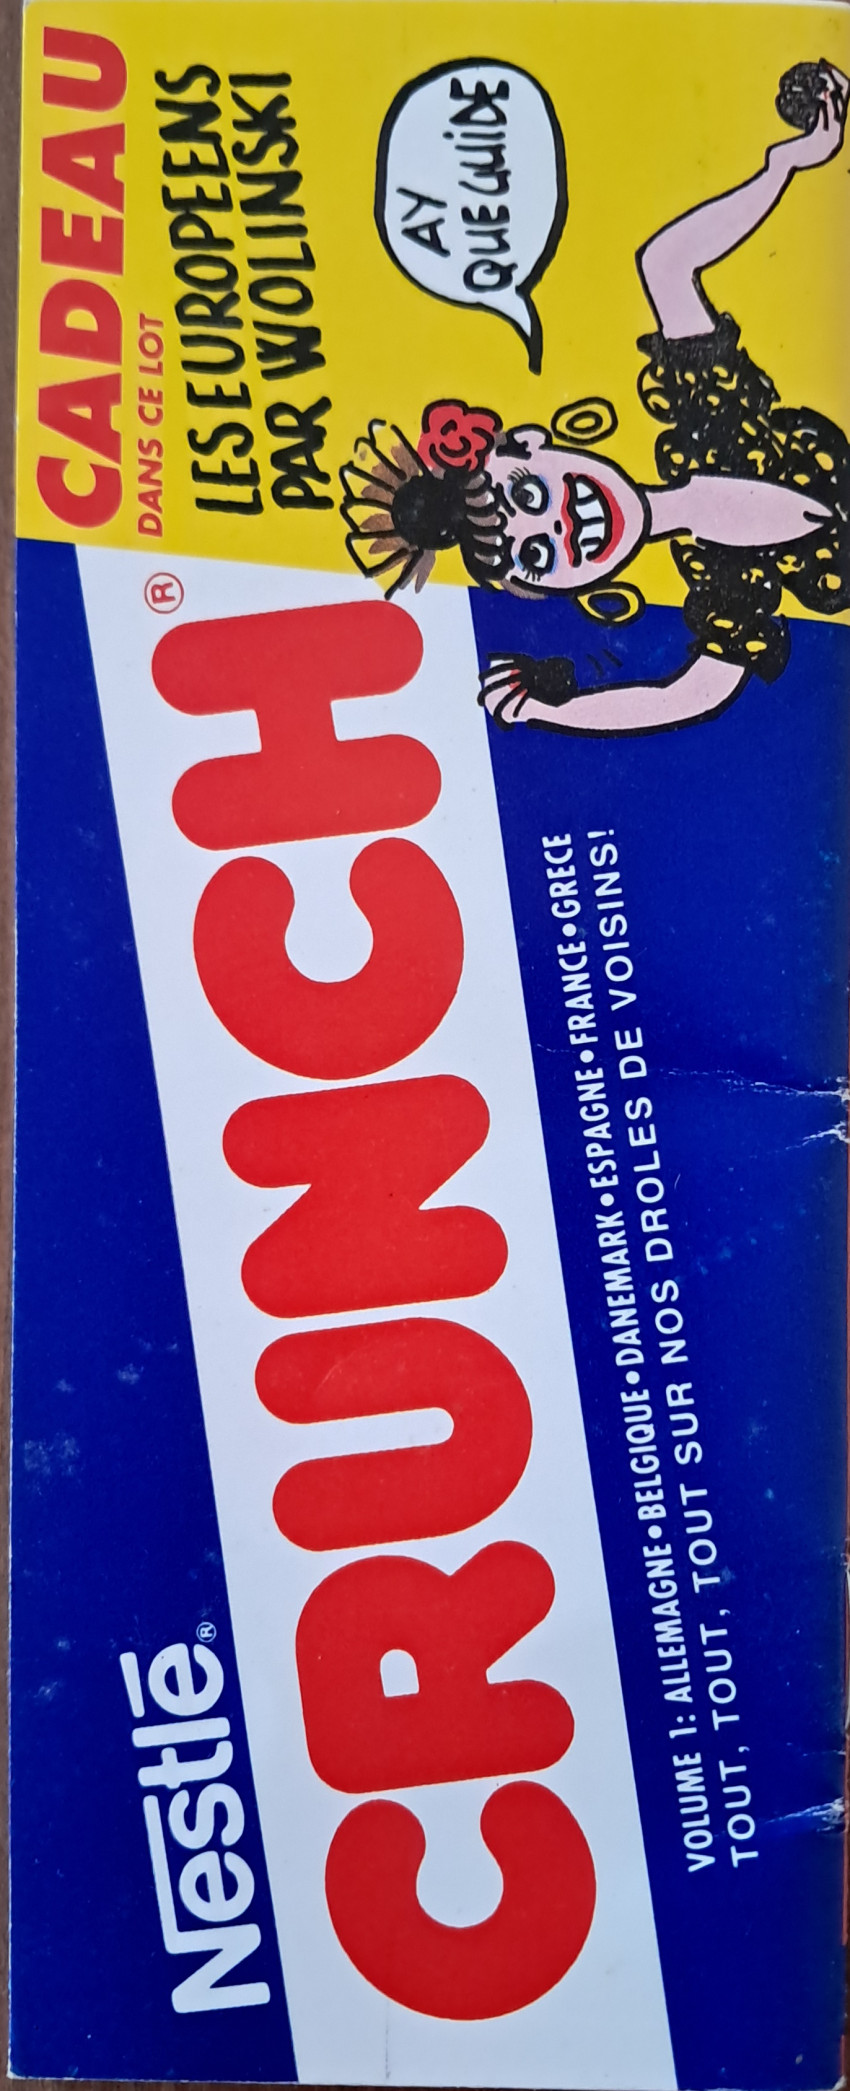 Nestlé®
CRUNCH®
CADEAU
DANS CE LOT
LES EUROPEENS
PAR WOLINSKI
AY
QUE GUIDE
VOLUME 1: ALLEMAGNE•BELGIQUE•DANEMARK•ESPAGNE•FRANCE•GRECE
TOUT, TOUT, TOUT SUR NOS DROLES DE VOISINS!